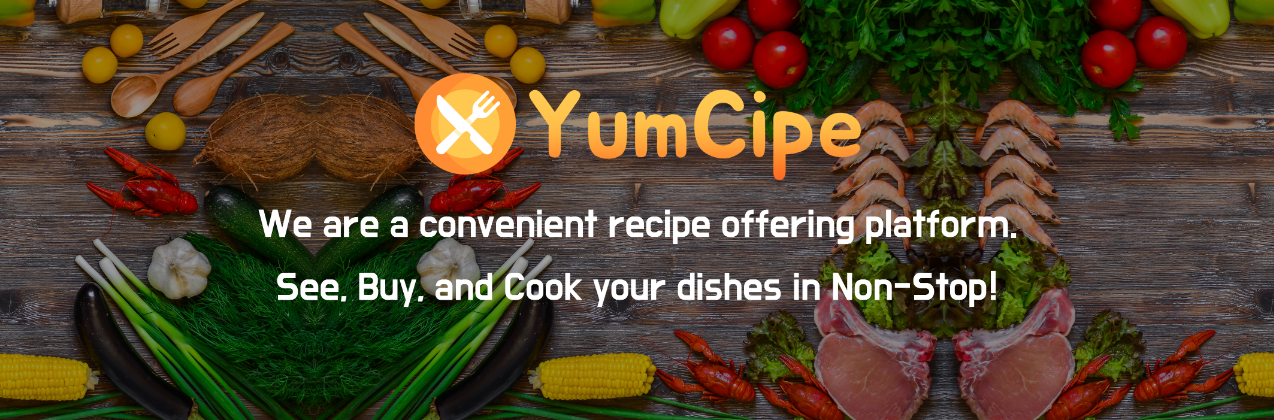 YumCipe
We are a convenient recipe offering platform.
See, Buy, and Cook your dishes in Non-Stop!